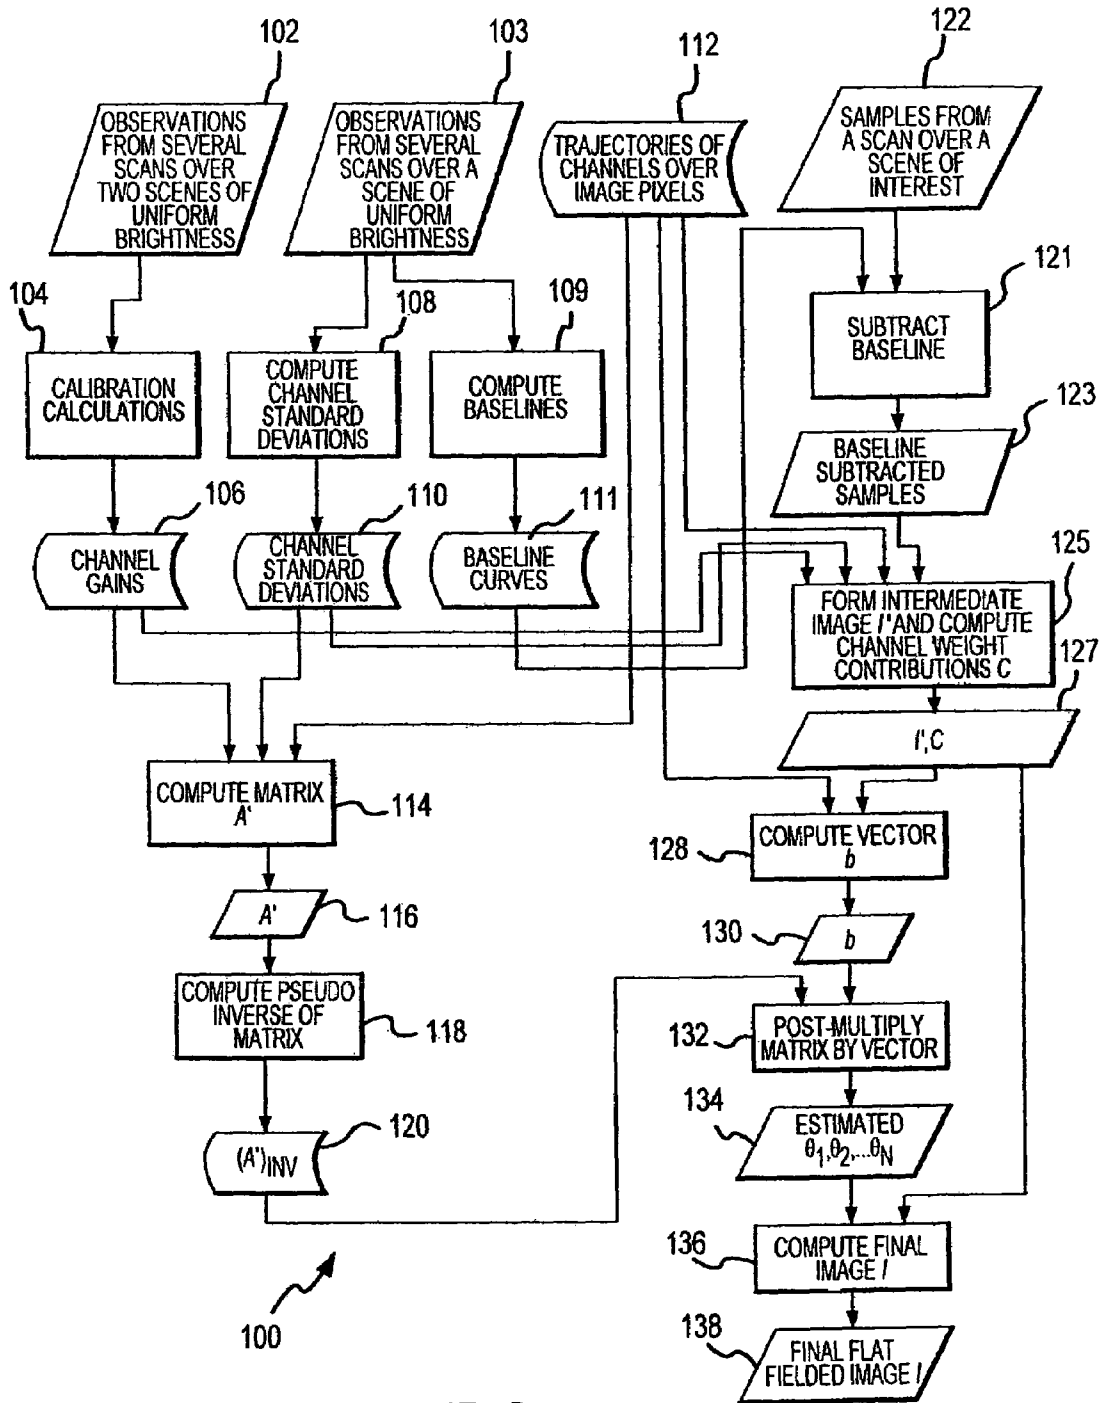 102
103
112
122
OBSERVATIONS
FROM SEVERAL
SCANS OVER
TWO SCENES OF
UNIFORM
BRIGHTNESS
OBSERVATIONS
FROM SEVERAL
SCANS OVER A
SCENE OF
UNIFORM
BRIGHTNESS
TRAJECTORIES OF
CHANNELS OVER
IMAGE PIXELS
SAMPLES FROM
A SCAN OVER A
SCENE OF
INTEREST
104
108
109
121
CALIBRATION
CALCULATIONS
COMPUTE
CHANNEL
STANDARD
DEVIATIONS
COMPUTE
BASELINES
SUBTRACT
BASELINE
123
BASELINE
SUBTRACTED
SAMPLES
106
110
111
CHANNEL
GAINS
CHANNEL
STANDARD
DEVIATIONS
BASELINE
CURVES
125
FORM INTERMEDIATE
IMAGE I' AND COMPUTE
CHANNEL WEIGHT
CONTRIBUTIONS C
127
I',C
COMPUTE MATRIX
A'
114
COMPUTE VECTOR
b
128
A'
116
130
b
COMPUTE PSEUDO
INVERSE OF
MATRIX
118
132
POST-MULTIPLY
MATRIX BY VECTOR
134
ESTIMATED
θ1,θ2,...θN
120
(A')INV
136
COMPUTE FINAL
IMAGE I
100
138
FINAL FLAT
FIELDED IMAGE I